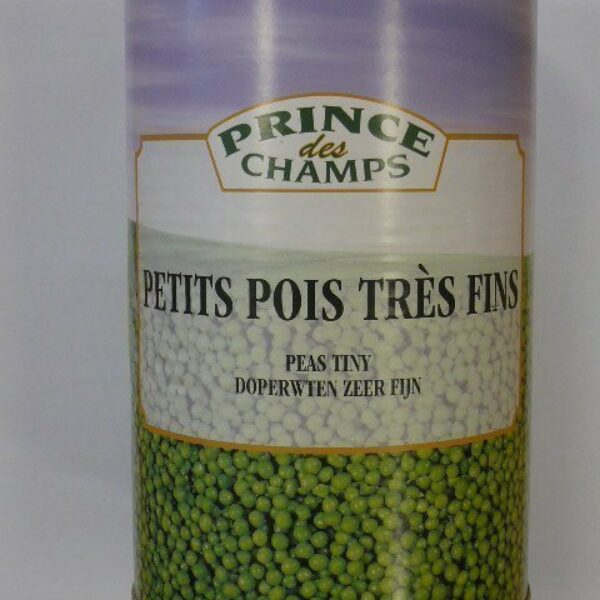 PRINCE
des
CHAMPS
PETITS POIS TRÈS FINS
PEAS TINY
DOPERWTEN ZEER FIJN